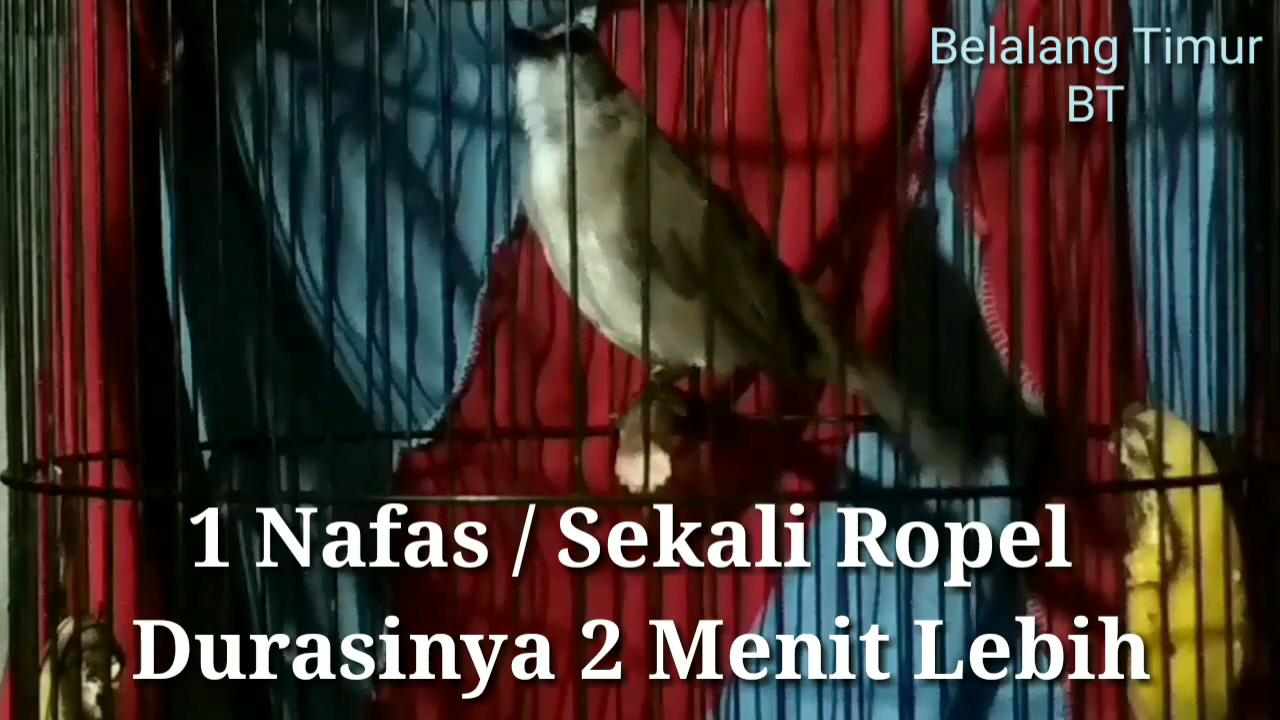 Belalang Timur
BT
1 Nafas / Sekali Ropel
Durasinya 2 Menit Lebih